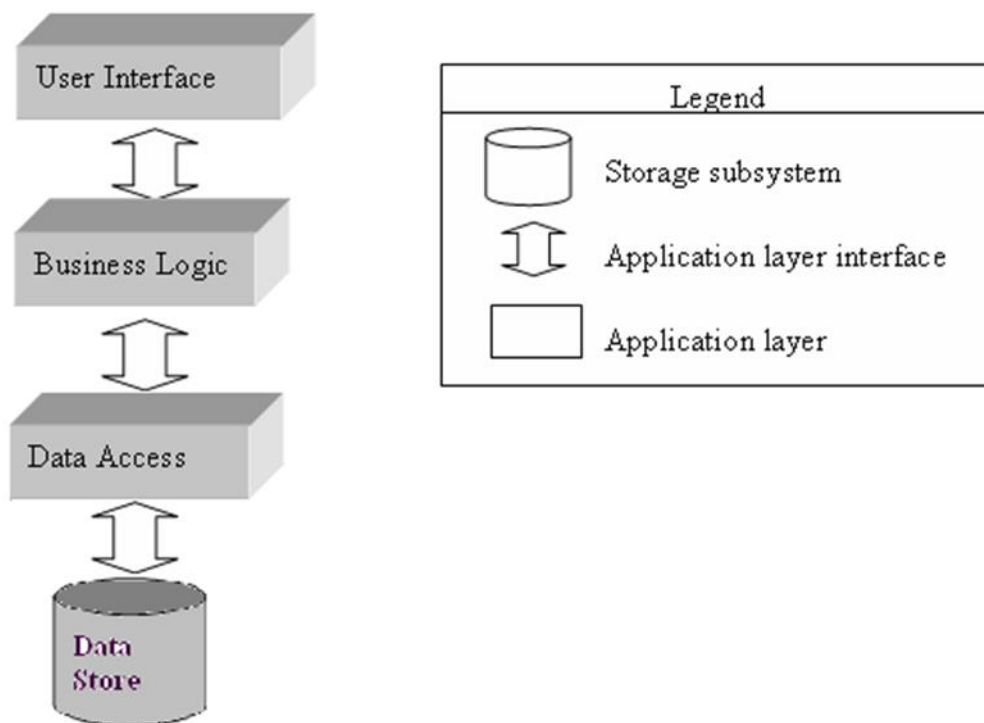 User Interface
Business Logic
Data Access
Data
Store
Legend
Storage subsystem
Application layer interface
Application layer